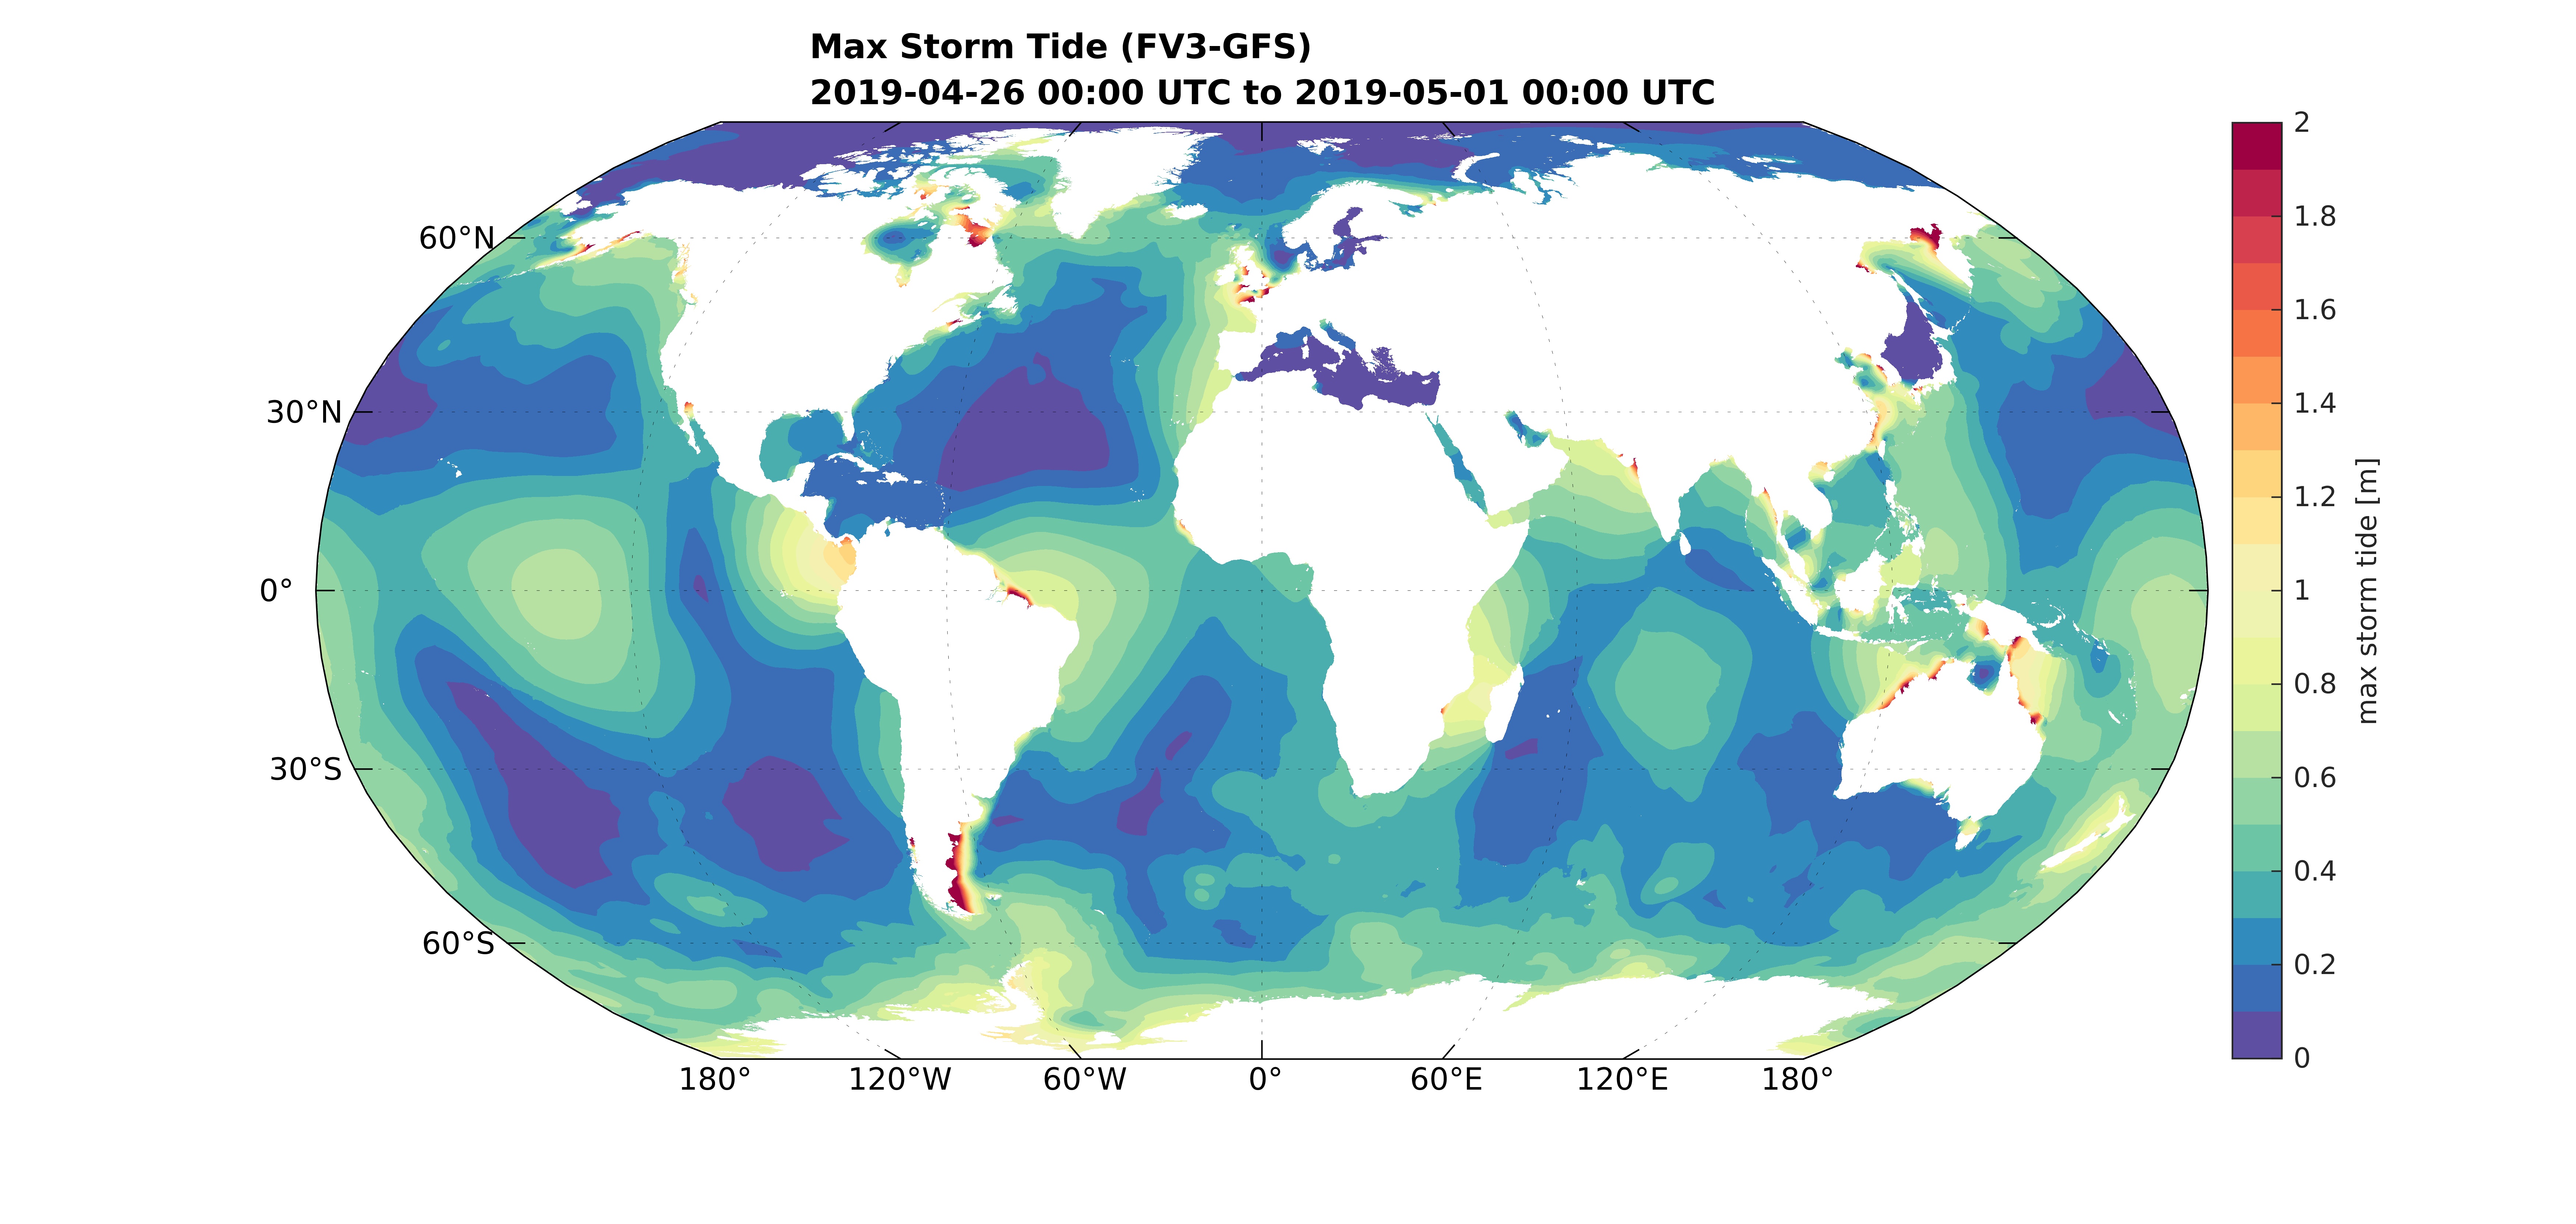 Max Storm Tide (FV3-GFS)
2019-04-26 00:00 UTC to 2019-05-01 00:00 UTC
60°N
30°N
0°
30°S
60°S
180°
120°W
60°W
0°
60°E
120°E
180°
2
1.8
1.6
1.4
1.2
1
0.8
0.6
0.4
0.2
0
max storm tide [m]